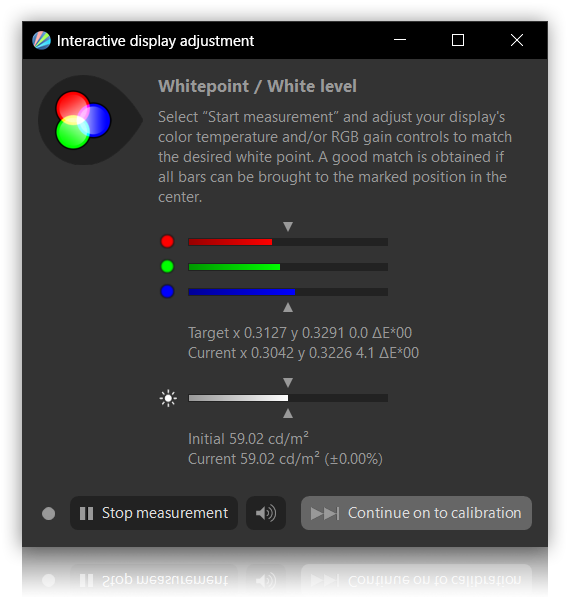 Interactive display adjustment
Whitepoint / White level
Select “Start measurement” and adjust your display's
color temperature and/or RGB gain controls to match
the desired white point. A good match is obtained if
all bars can be brought to the marked position in the
center.
Target x 0.3127 y 0.3291 0.0 ΔE*00
Current x 0.3042 y 0.3226 4.1 ΔE*00
Initial 59.02 cd/m²
Current 59.02 cd/m² (±0.00%)
Stop measurement
Continue on to calibration